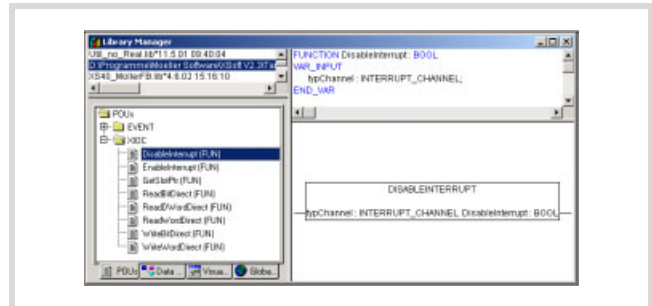 Library Manager
Util_no_Real.lib*11.5.01 09:40:04
D:\Programme\Moeller Software\XSoft V2.3\Ta
XS40_MoellerFB.lib*4.6.02 15:16:10
FUNCTION DisableInterrupt : BOOL
VAR_INPUT
typChannel : INTERRUPT_CHANNEL;
END_VAR
POUs
EVENT
XIOC
DisableInterrupt (FUN)
EnableInterrupt (FUN)
GetSlotPtr (FUN)
ReadBitDirect (FUN)
ReadDWordDirect (FUN)
ReadWordDirect (FUN)
WriteBitDirect (FUN)
WriteWordDirect (FUN)
DISABLEINTERRUPT
typChannel : INTERRUPT_CHANNEL DisableInterrupt : BOOL
POUs Data ... Visua... Globa...